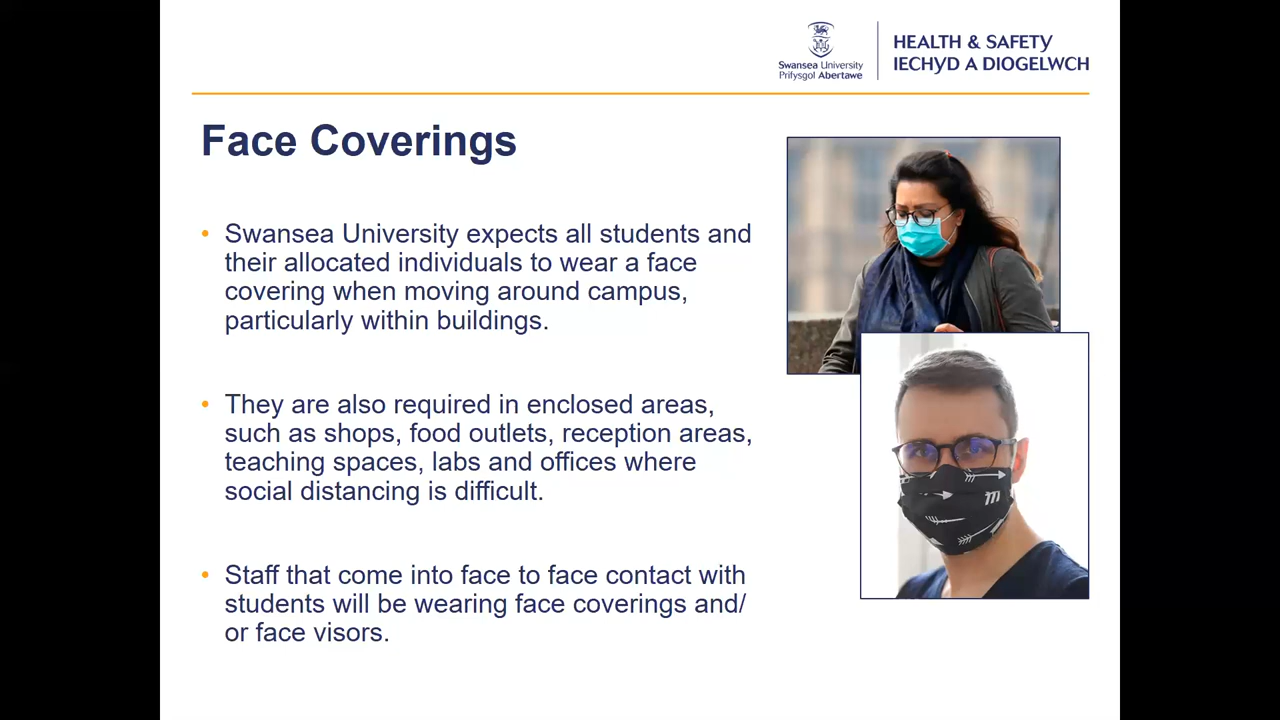 Swansea University
Prifysgol Abertawe
HEALTH & SAFETY
IECHYD A DIOGELWCH
Face Coverings
• Swansea University expects all students and
their allocated individuals to wear a face
covering when moving around campus,
particularly within buildings.
• They are also required in enclosed areas,
such as shops, food outlets, reception areas,
teaching spaces, labs and offices where
social distancing is difficult.
• Staff that come into face to face contact with
students will be wearing face coverings and/
or face visors.
m